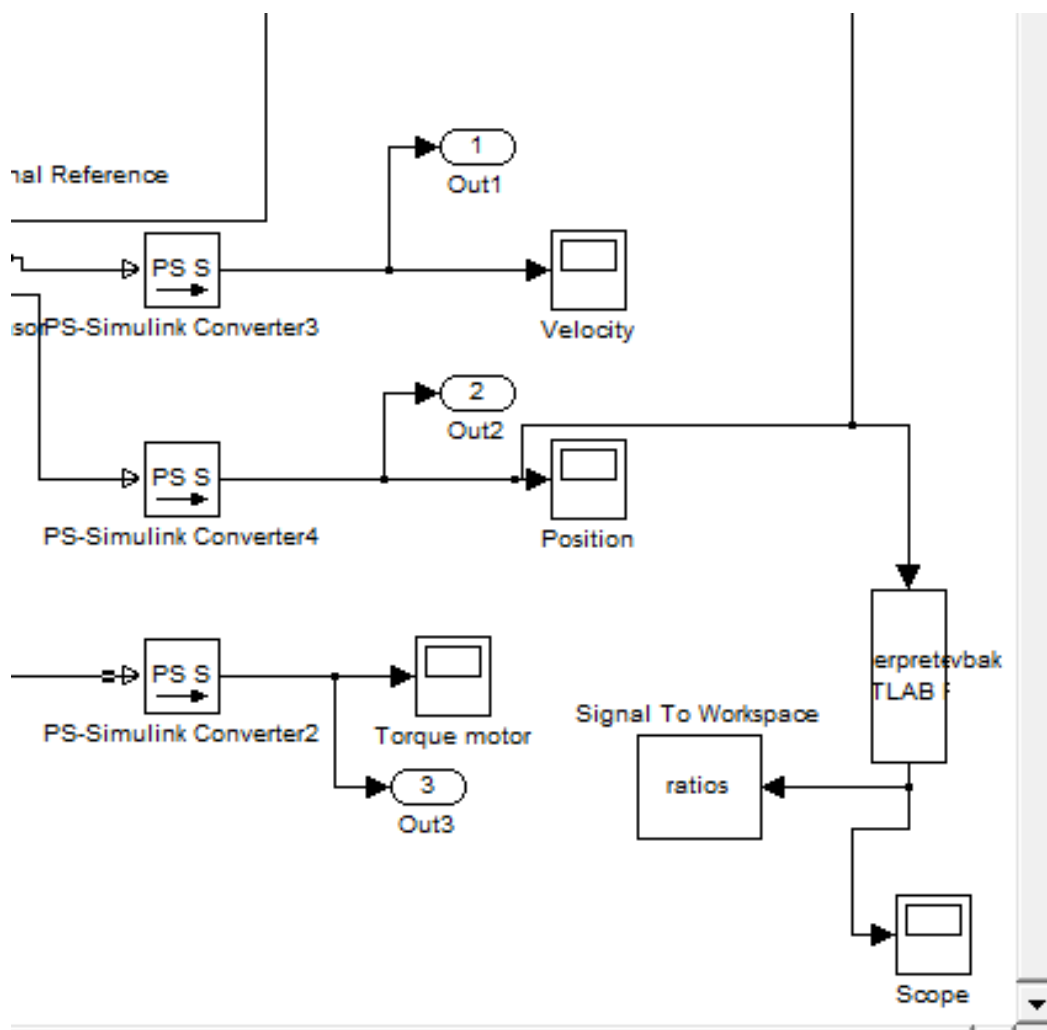 1
Out1
nal Reference
PS S
Velocity
sorPS-Simulink Converter3
2
Out2
PS S
Position
PS-Simulink Converter4
erpretevbak
TLAB F
PS S
Signal To Workspace
PS-Simulink Converter2
Torque motor
ratios
3
Out3
Scope